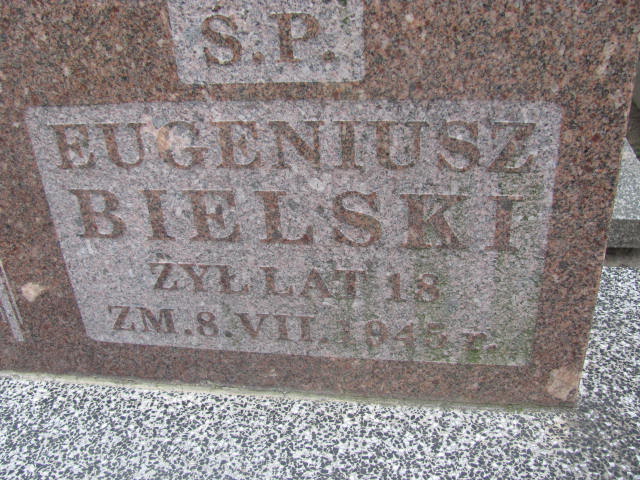 S.P.
EUGENIUSZ
BIELSKI
ŻYŁ LAT 18
ZM.8.VII.1945 r.